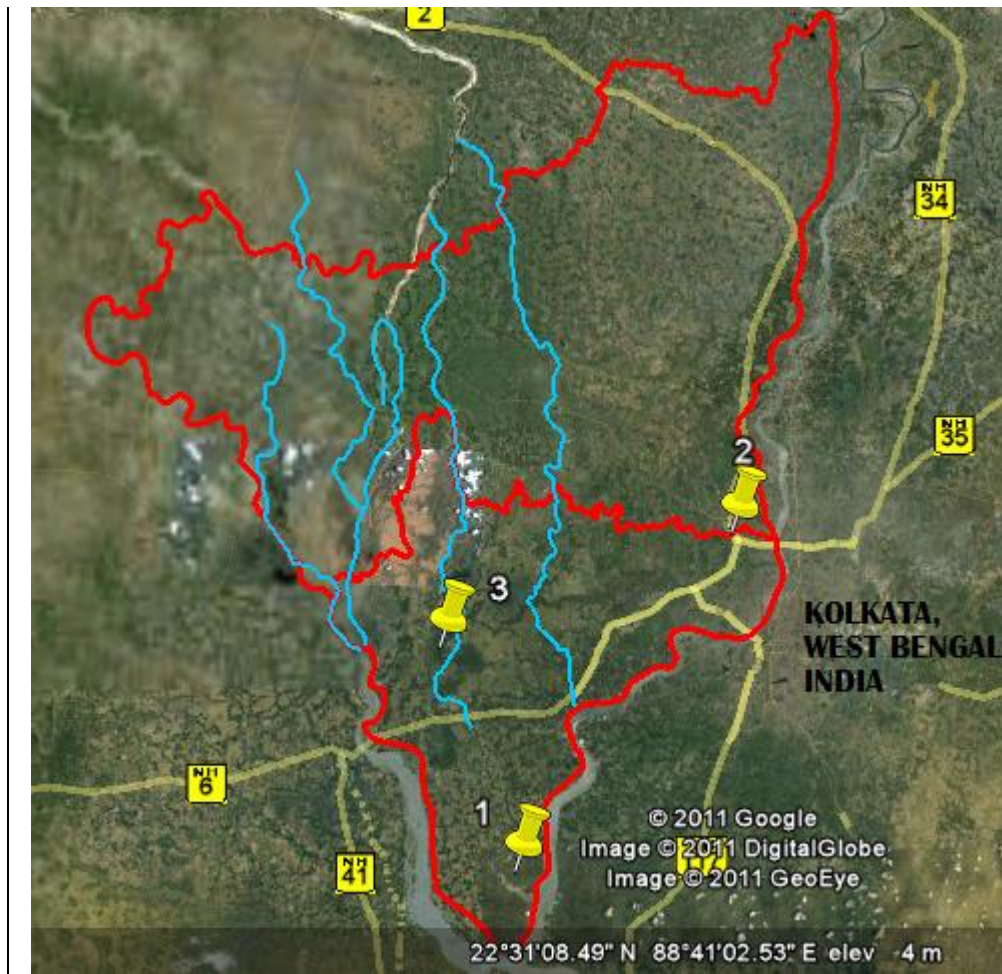 2
NH
34
NH
35
2
3
KOLKATA,
WEST BENGAL
INDIA
NH
6
1
NH
41
© 2011 Google
Image © 2011 DigitalGlobe
Image © 2011 GeoEye
22°31'08.49" N 88°41'02.53" E elev -4 m